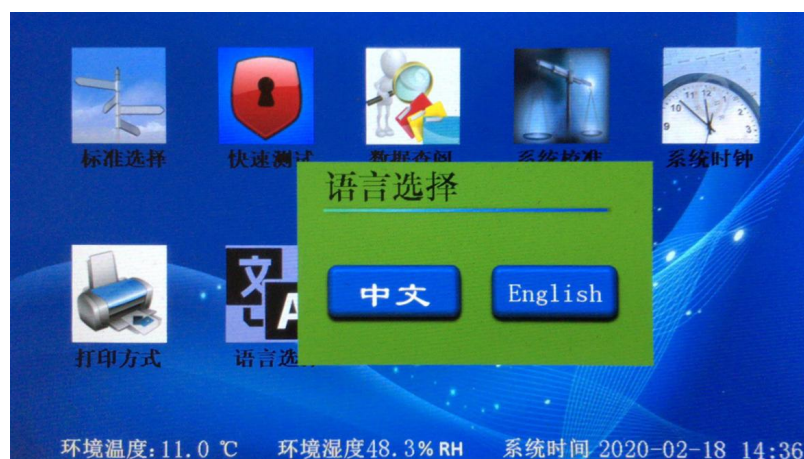 标准选择 快速测试 数据查询 系统校准 系统时钟
语言选择
中文 English
打印方式 语言选
环境温度:11.0 ℃ 环境湿度48.3% RH 系统时间 2020-02-18 14:36